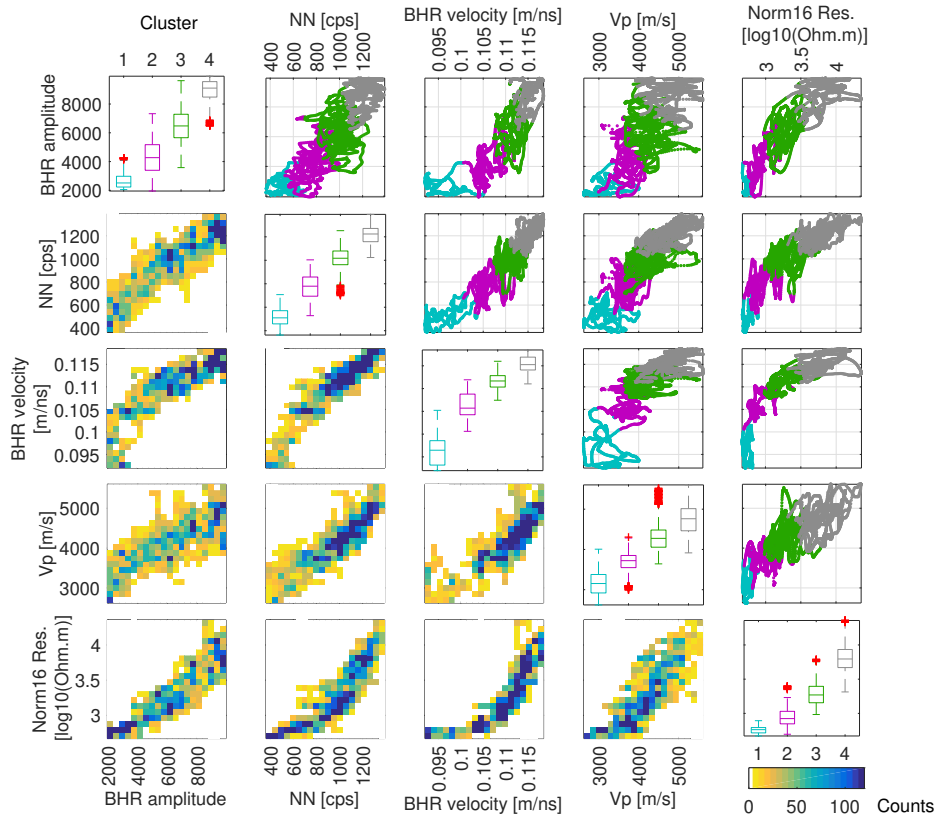 Cluster
NN [cps]
BHR velocity [m/ns]
Vp [m/s]
Norm16 Res.
[log10(Ohm.m)]
1 2 3 4
400 600 800 1000 1200
0.095 0.1 0.105 0.11 0.115
3000 4000 5000
3 3.5 4
BHR amplitude
8000
6000
4000
2000
NN [cps]
1200
1000
800
600
400
BHR velocity
[m/ns]
0.115
0.11
0.105
0.1
0.095
Vp [m/s]
5000
4000
3000
Norm16 Res.
[log10(Ohm.m)]
4
3.5
3
2000 4000 6000 8000
400 600 800 1000 1200
0.095 0.1 0.105 0.11 0.115
3000 4000 5000
1 2 3 4
BHR amplitude
NN [cps]
BHR velocity [m/ns]
Vp [m/s]
0 50 100
Counts